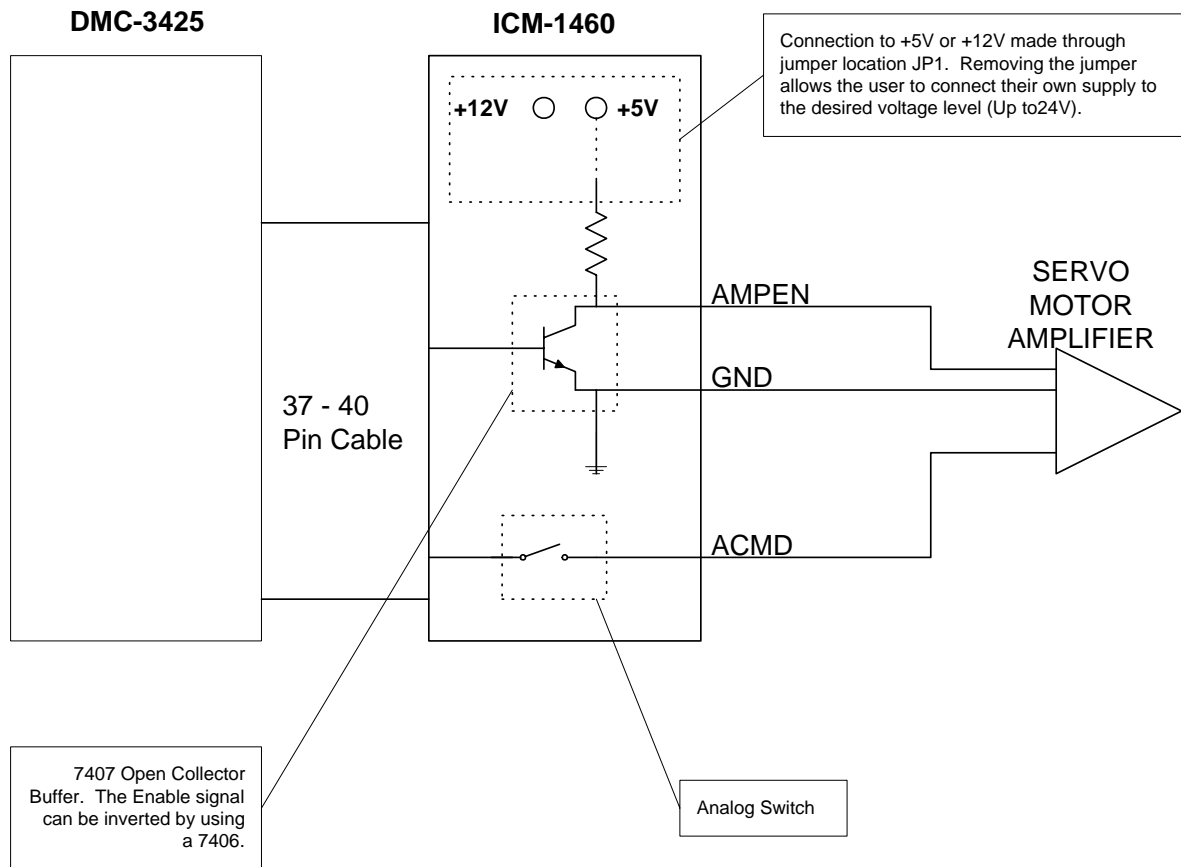 DMC-3425
ICM-1460
Connection to +5V or +12V made through
jumper location JP1. Removing the jumper
allows the user to connect their own supply to
the desired voltage level (Up to24V).
+12V
+5V
SERVO
MOTOR
AMPLIFIER
AMPEN
GND
37 - 40
Pin Cable
ACMD
7407 Open Collector
Buffer. The Enable signal
can be inverted by using
a 7406.
Analog Switch